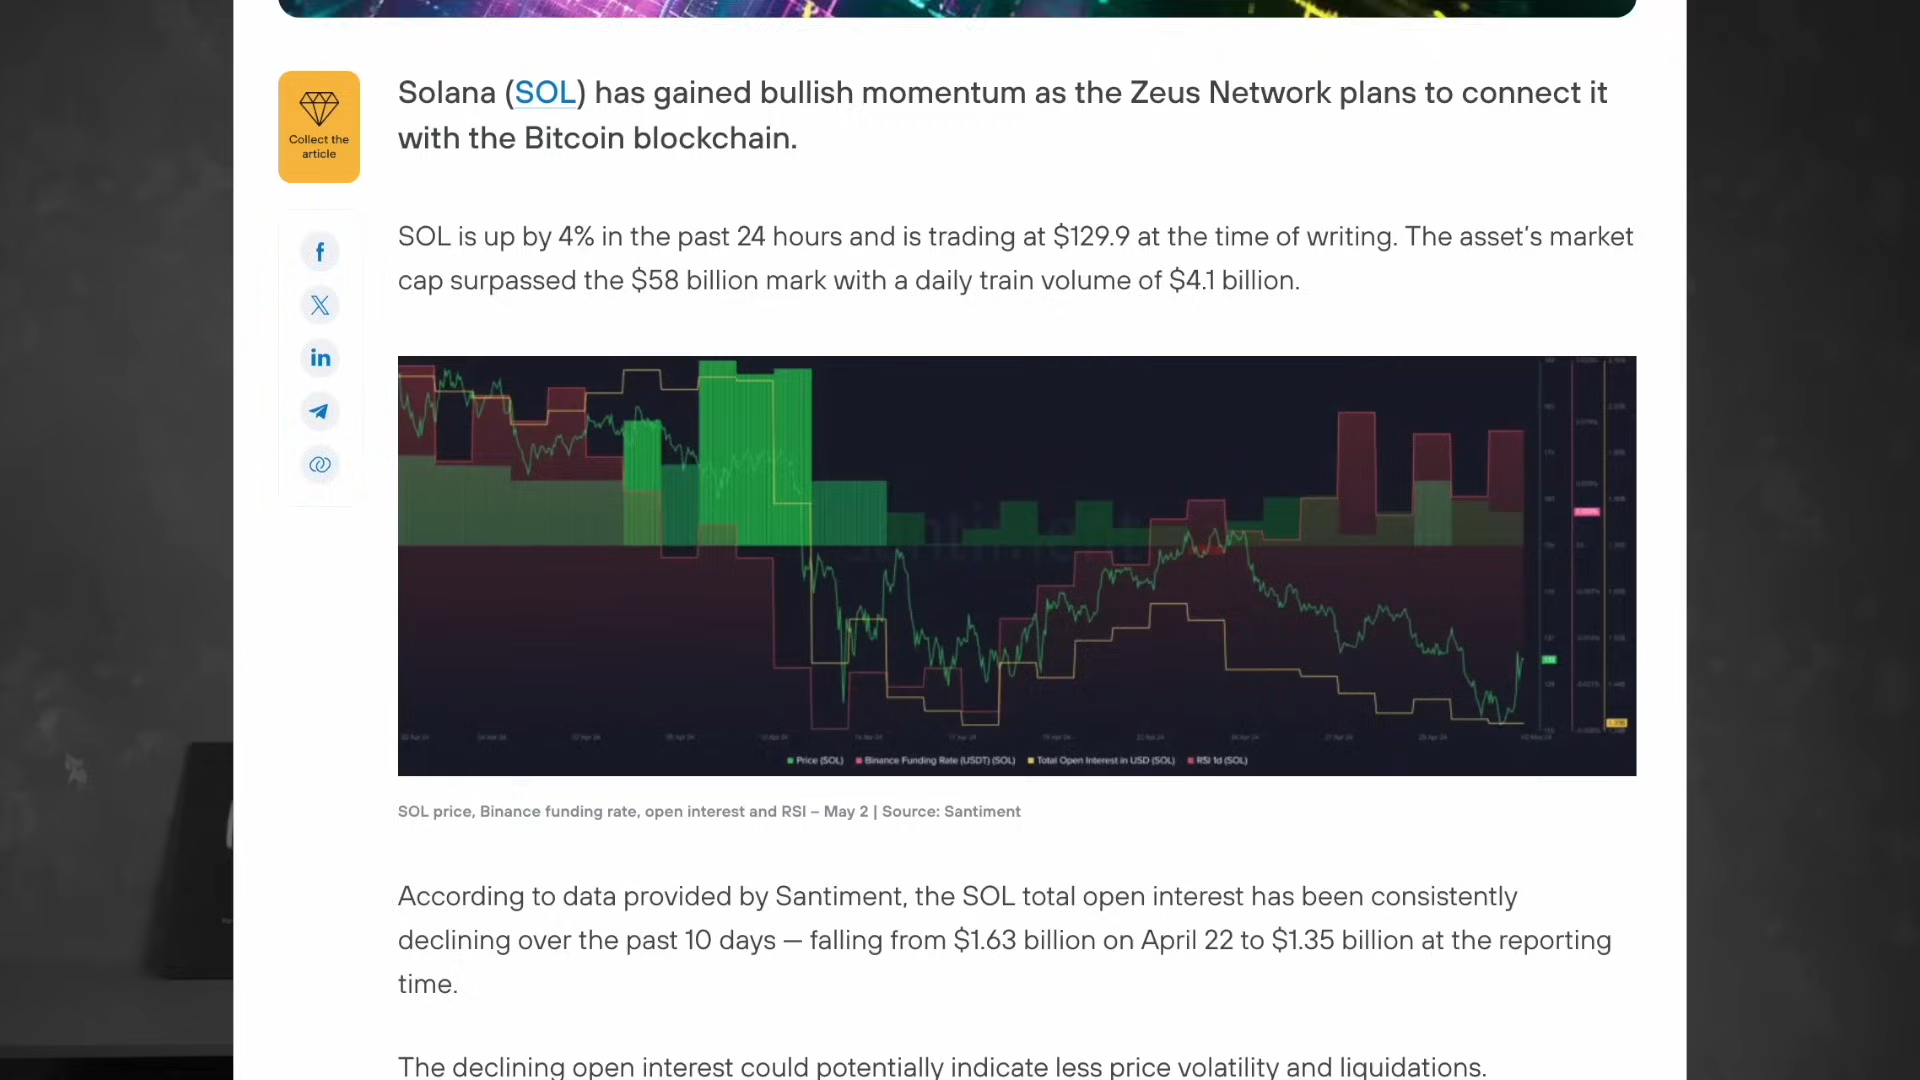 Solana (SOL) has gained bullish momentum as the Zeus Network plans to connect it
with the Bitcoin blockchain.
Collect the
article
SOL is up by 4% in the past 24 hours and is trading at $129.9 at the time of writing. The asset's market
cap surpassed the $58 billion mark with a daily train volume of $4.1 billion.
Price (SOL) Binance Funding Rate (USDT) (SOL) Total Open Interest in USD (SOL) RSI 1d (SOL)
SOL price, Binance funding rate, open interest and RSI – May 2 | Source: Santiment
According to data provided by Santiment, the SOL total open interest has been consistently
declining over the past 10 days — falling from $1.63 billion on April 22 to $1.35 billion at the reporting
time.
The declining open interest could potentially indicate less price volatility and liquidations.